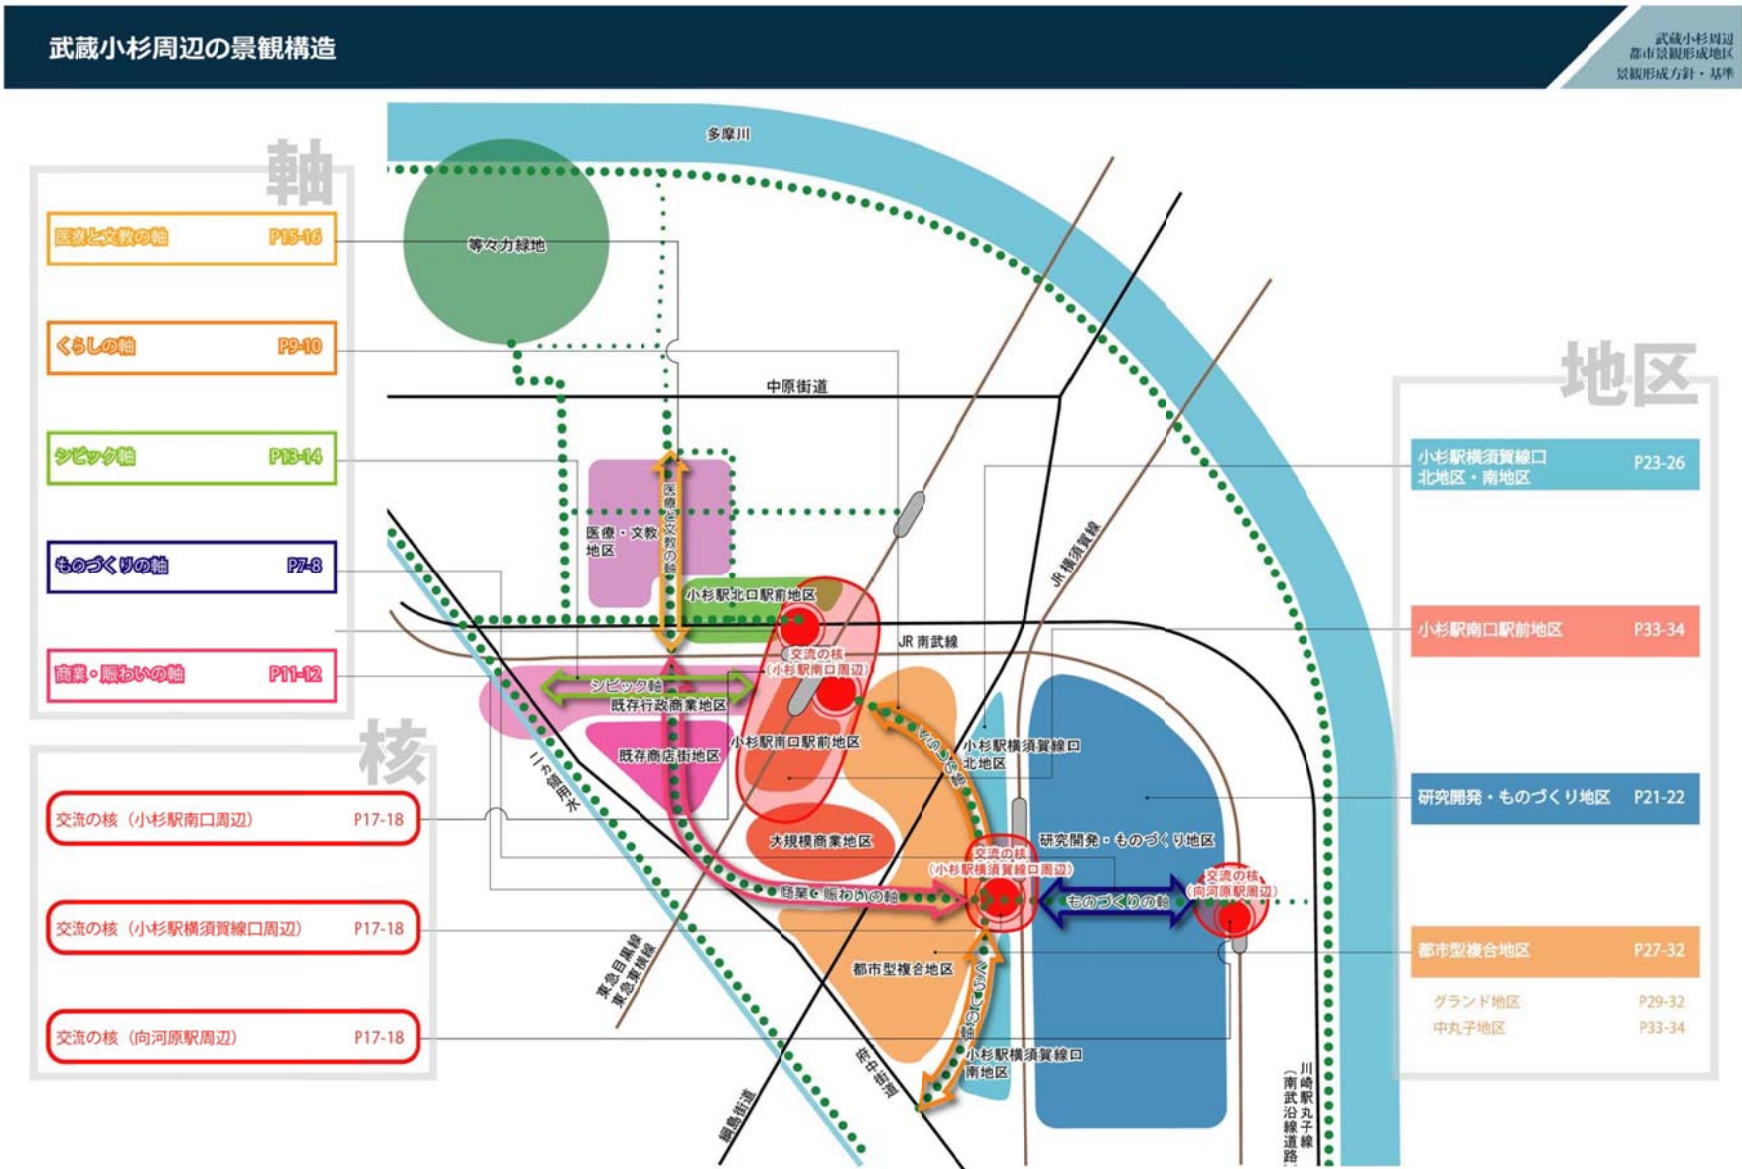 武蔵小杉周辺の景観構造
武蔵小杉周辺
都市景観形成地区
景観形成方針・基準
軸
医療と文教の軸 P15-16
くらしの軸 P9-10
シビック軸 P13-14
ものづくりの軸 P7-8
商業・賑わいの軸 P11-12
核
交流の核（小杉駅南口周辺） P17-18
交流の核（小杉駅横須賀線口周辺） P17-18
交流の核（向河原駅周辺） P17-18
多摩川
等々力緑地
中原街道
医療・文教
地区
医療と文教の軸
小杉駅北口駅前地区
JR横須賀線
JR南武線
交流の核
（小杉駅南口周辺）
シビック軸
既存行政商業地区
既存商店街地区
小杉駅南口駅前地区
くらしの軸
小杉駅横須賀線口
北地区
二ヵ領用水
大規模商業地区
研究開発・ものづくり地区
交流の核
（小杉駅横須賀線口周辺）
交流の核
（向河原駅周辺）
商業・賑わいの軸
ものづくりの軸
東急目黒線
東急東横線
都市型複合地区
くらしの軸
小杉駅横須賀線口
南地区
府中街道
綱島街道
川崎駅丸子線
（南武沿線道路）
地区
小杉駅横須賀線口
北地区・南地区 P23-26
小杉駅南口駅前地区 P33-34
研究開発・ものづくり地区 P21-22
都市型複合地区 P27-32
グランド地区 P29-32
中丸子地区 P33-34